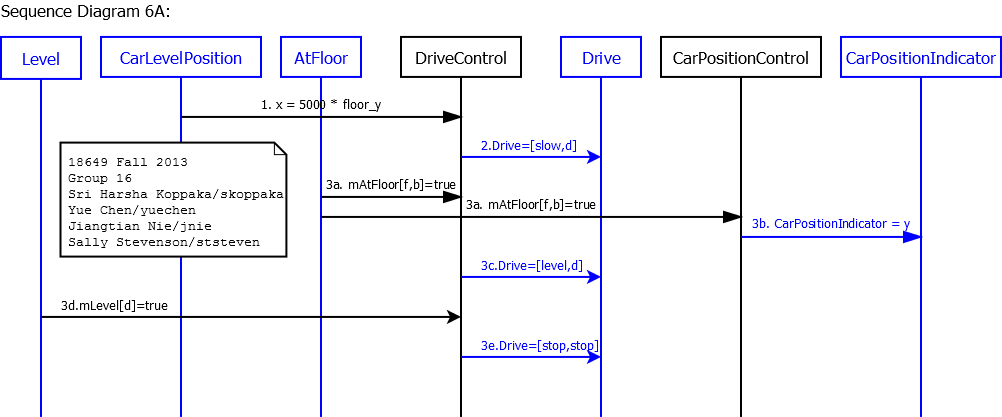 Sequence Diagram 6A:
Level
CarLevelPosition
AtFloor
DriveControl
Drive
CarPositionControl
CarPositionIndicator
1. x = 5000 * floor_y
2.Drive=[slow,d]
18649 Fall 2013
Group 16
Sri Harsha Koppaka/skoppaka
Yue Chen/yuechen
Jiangtian Nie/jnie
Sally Stevenson/ststeven
3a. mAtFloor[f,b]=true
3a. mAtFloor[f,b]=true
3b. CarPositionIndicator = y
3c.Drive=[level,d]
3d.mLevel[d]=true
3e.Drive=[stop,stop]